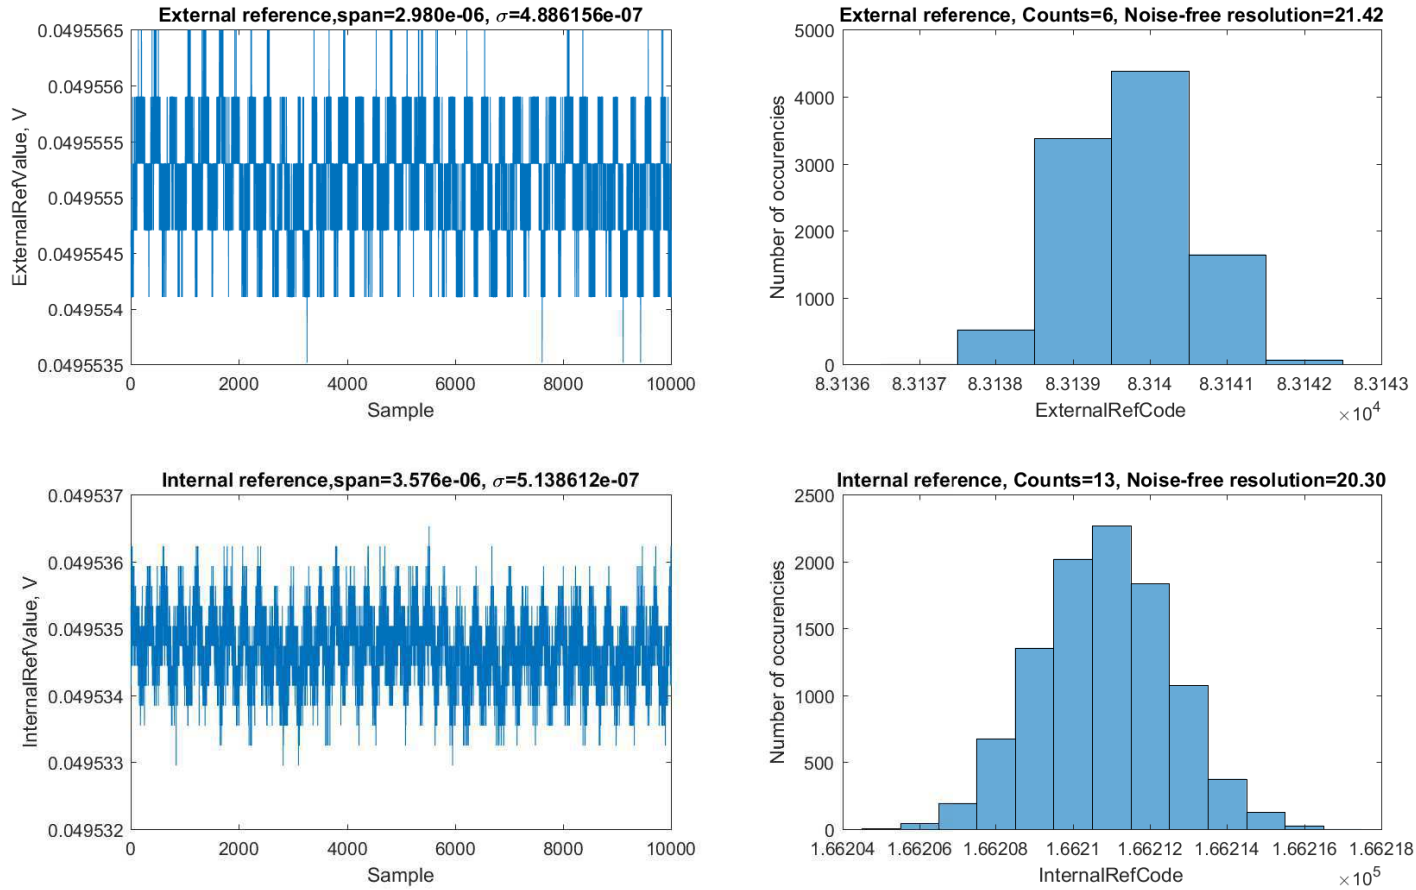 External reference,span=2.980e-06, σ=4.886156e-07
0.0495565
0.049556
0.0495555
0.049555
0.0495545
0.049554
0.0495535
ExternalRefValue, V
0 2000 4000 6000 8000 10000
Sample
External reference, Counts=6, Noise-free resolution=21.42
5000
4000
3000
2000
1000
0
Number of occurencies
8.3136 8.3137 8.3138 8.3139 8.314 8.3141 8.3142 8.3143
ExternalRefCode
×10⁴
Internal reference,span=3.576e-06, σ=5.138612e-07
0.049537
0.049536
0.049535
0.049534
0.049533
0.049532
InternalRefValue, V
0 2000 4000 6000 8000 10000
Sample
Internal reference, Counts=13, Noise-free resolution=20.30
2500
2000
1500
1000
500
0
Number of occurencies
1.66204 1.66206 1.66208 1.6621 1.66212 1.66214 1.66216 1.66218
InternalRefCode
×10⁵